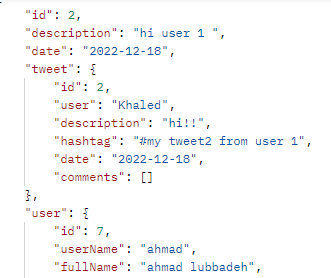 "id": 2,
"description": "hi user 1 ",
"date": "2022-12-18",
"tweet": {
"id": 2,
"user": "Khaled",
"description": "hi!!",
"hashtag": "#my tweet2 from user 1",
"date": "2022-12-18",
"comments": []
},
"user": {
"id": 7,
"userName": "ahmad",
"fullName": "ahmad lubbadeh",